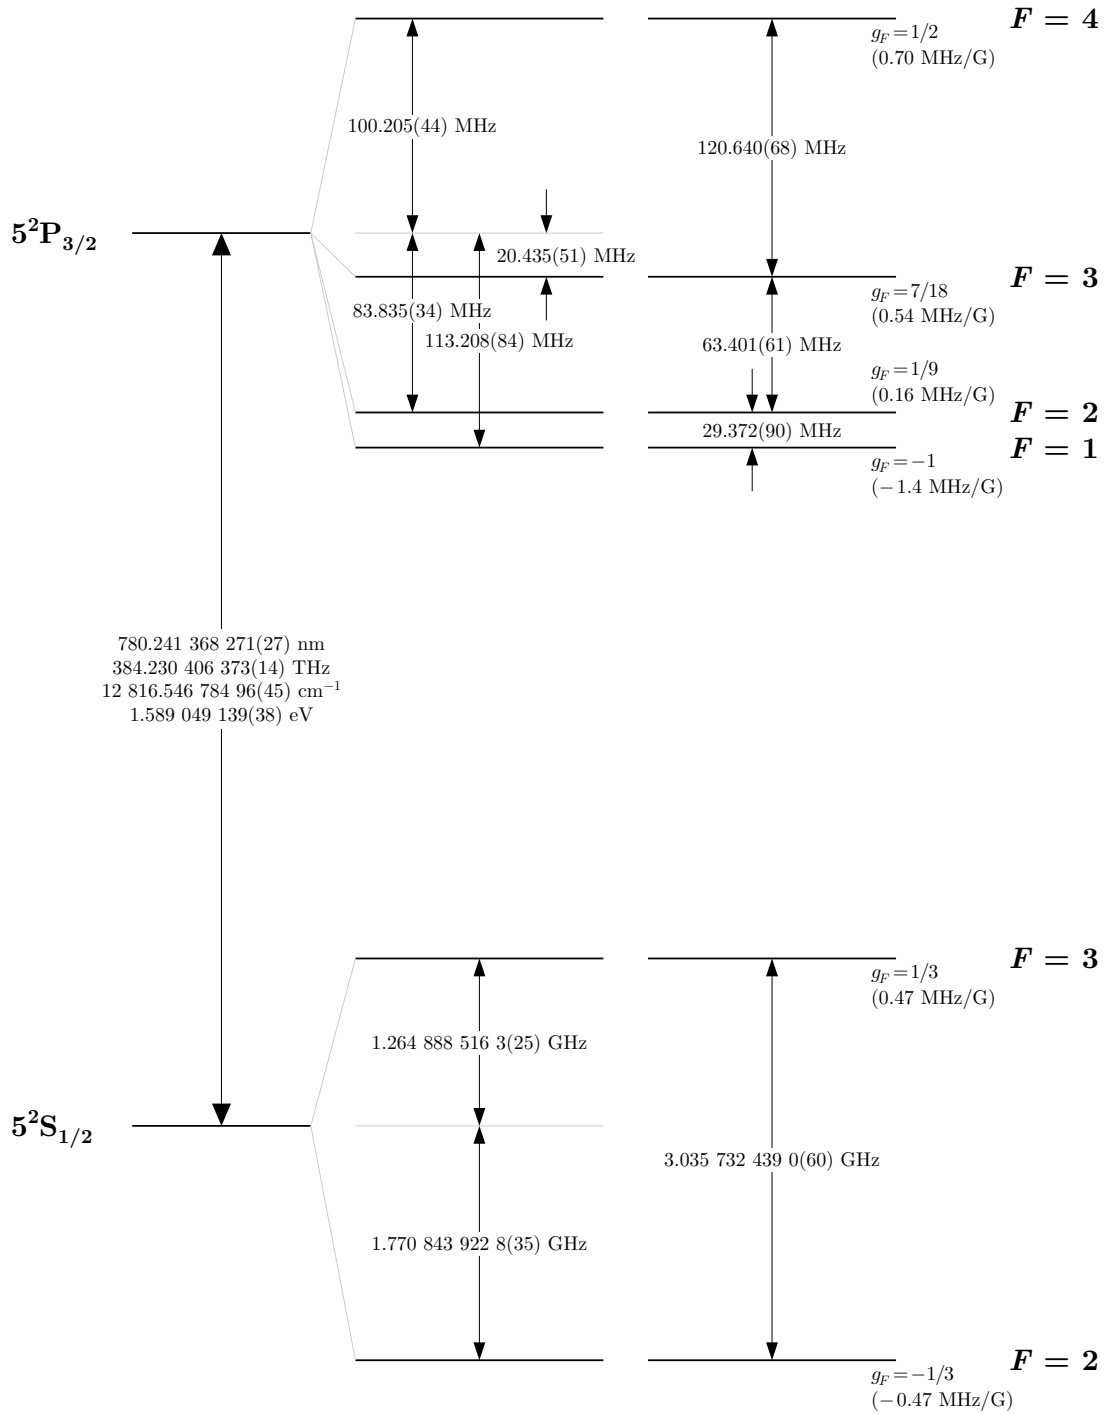 F = 4
g_F = 1/2
(0.70 MHz/G)
100.205(44) MHz
120.640(68) MHz
5²P₃/₂
20.435(51) MHz
F = 3
g_F = 7/18
(0.54 MHz/G)
83.835(34) MHz
113.208(84) MHz
63.401(61) MHz
g_F = 1/9
(0.16 MHz/G)
F = 2
29.372(90) MHz
F = 1
g_F = −1
(−1.4 MHz/G)
780.241 368 271(27) nm
384.230 406 373(14) THz
12 816.546 784 96(45) cm⁻¹
1.589 049 139(38) eV
F = 3
g_F = 1/3
(0.47 MHz/G)
1.264 888 516 3(25) GHz
5²S₁/₂
3.035 732 439 0(60) GHz
1.770 843 922 8(35) GHz
F = 2
g_F = −1/3
(−0.47 MHz/G)